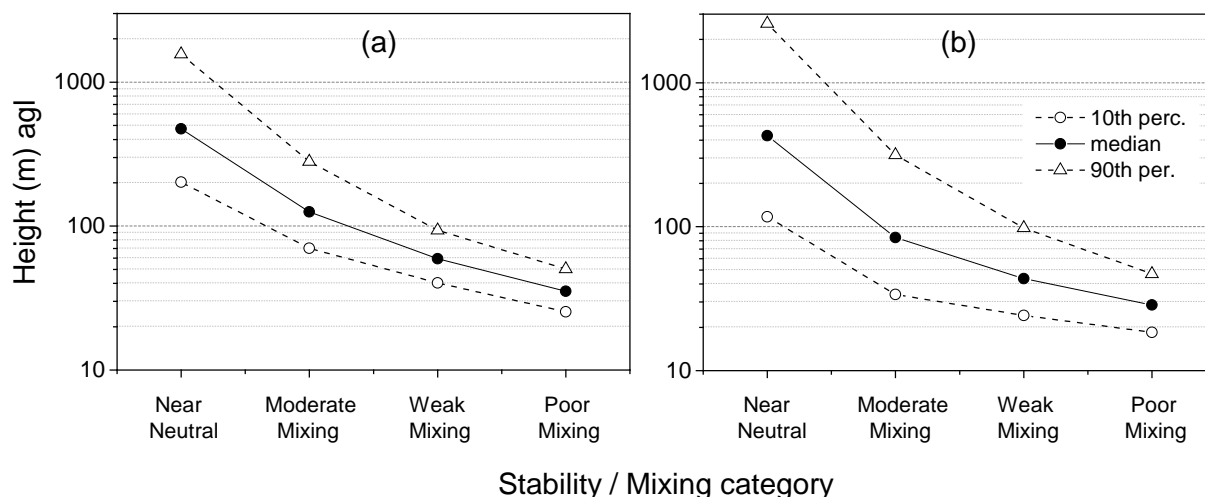 (a)
(b)
Height (m) agl
1000
100
10
1000
100
10
10th perc.
median
90th per.
Near
Neutral
Moderate
Mixing
Weak
Mixing
Poor
Mixing
Near
Neutral
Moderate
Mixing
Weak
Mixing
Poor
Mixing
Stability / Mixing category